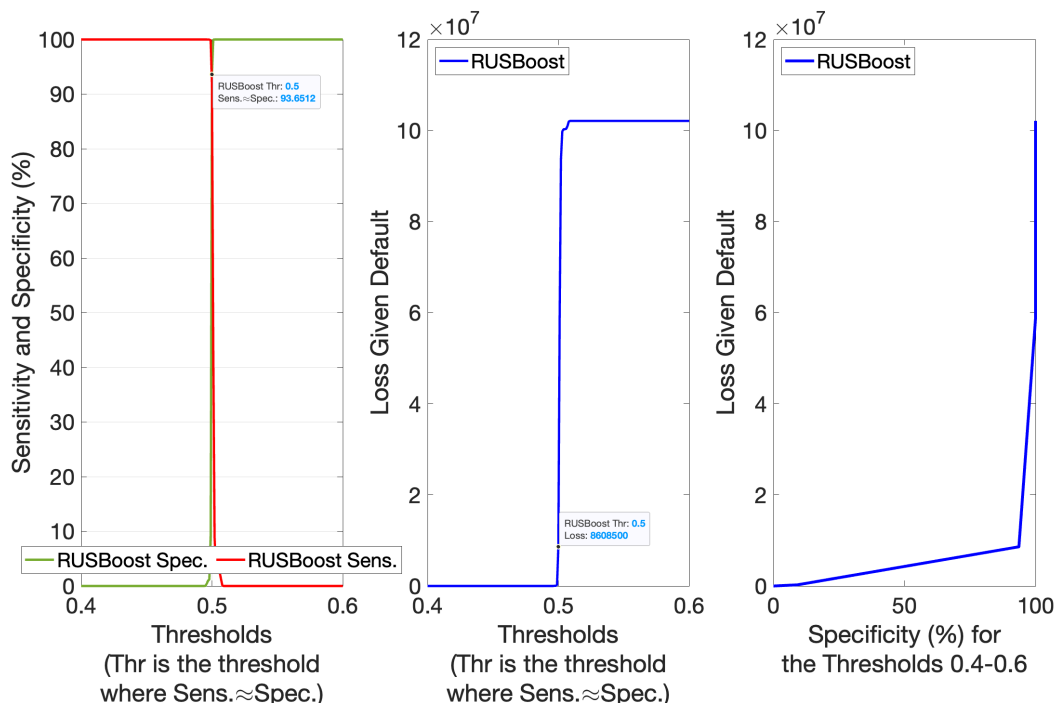 100
90
80
70
60
50
40
30
20
10
0
Sensitivity and Specificity (%)
RUSBoost Thr: 0.5
Sens.≈Spec.: 93.6512
RUSBoost Spec.
RUSBoost Sens.
0.4
0.5
0.6
Thresholds
(Thr is the threshold
where Sens.≈Spec.)
×10^7
12
10
8
6
4
2
0
Loss Given Default
RUSBoost
RUSBoost Thr: 0.5
Loss: 8608500
0.4
0.5
0.6
Thresholds
(Thr is the threshold
where Sens.≈Spec.)
×10^7
12
10
8
6
4
2
0
Loss Given Default
RUSBoost
0
50
100
Specificity (%) for
the Thresholds 0.4-0.6